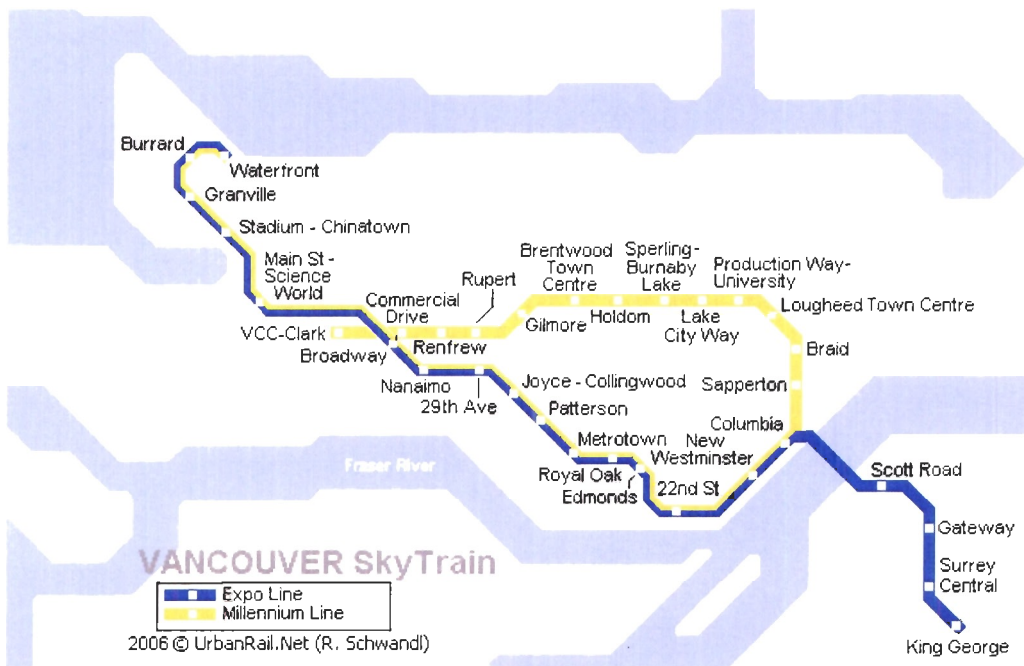 Burrard
Waterfront
Granville
Stadium - Chinatown
Main St -
Science
World
Commercial
Drive
VCC-Clark
Broadway
Renfrew
Rupert
Gilmore
Brentwood
Town
Centre
Holdom
Sperling-
Burnaby
Lake
Lake
City Way
Production Way-
University
Lougheed Town Centre
Braid
Sapperton
Columbia
Nanaimo
29th Ave
Joyce - Collingwood
Patterson
Metrotown
Royal Oak
Edmonds
New
Westminster
22nd St
Scott Road
Gateway
Surrey
Central
King George
Fraser River
VANCOUVER SkyTrain
Expo Line
Millennium Line
2006 © UrbanRail.Net (R. Schwandl)